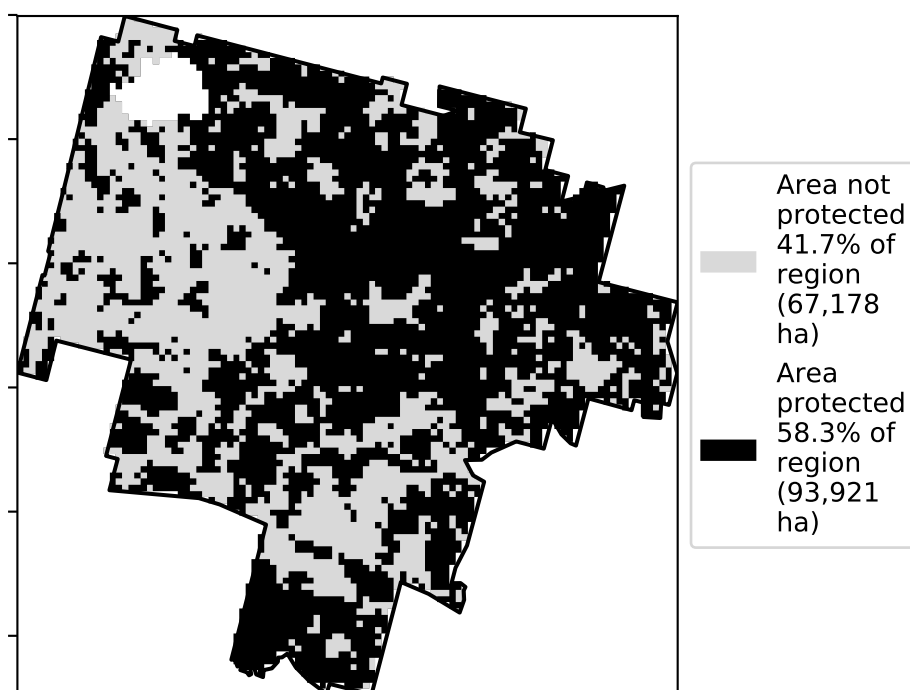 Area not
protected
41.7% of
region
(67,178
ha)
Area
protected
58.3% of
region
(93,921
ha)